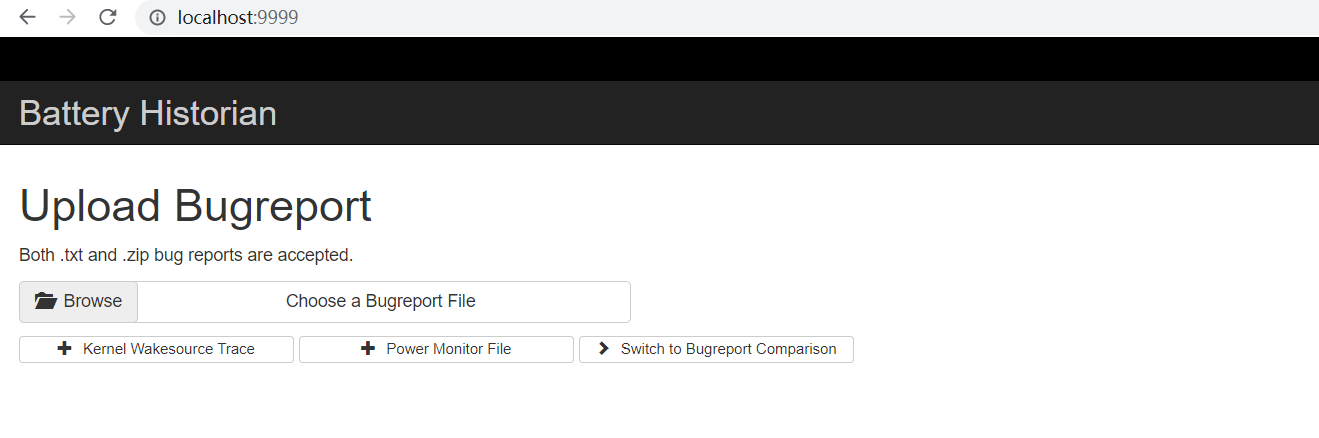 localhost:9999
Battery Historian
Upload Bugreport
Both .txt and .zip bug reports are accepted.
Browse Choose a Bugreport File
Kernel Wakesource Trace Power Monitor File Switch to Bugreport Comparison